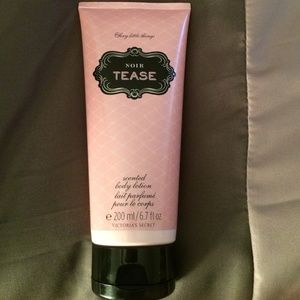 Sexy little things
NOIR
TEASE
scented
body lotion
lait parfumé
pour le corps
e 200 ml/6.7 fl oz
VICTORIA'S SECRET